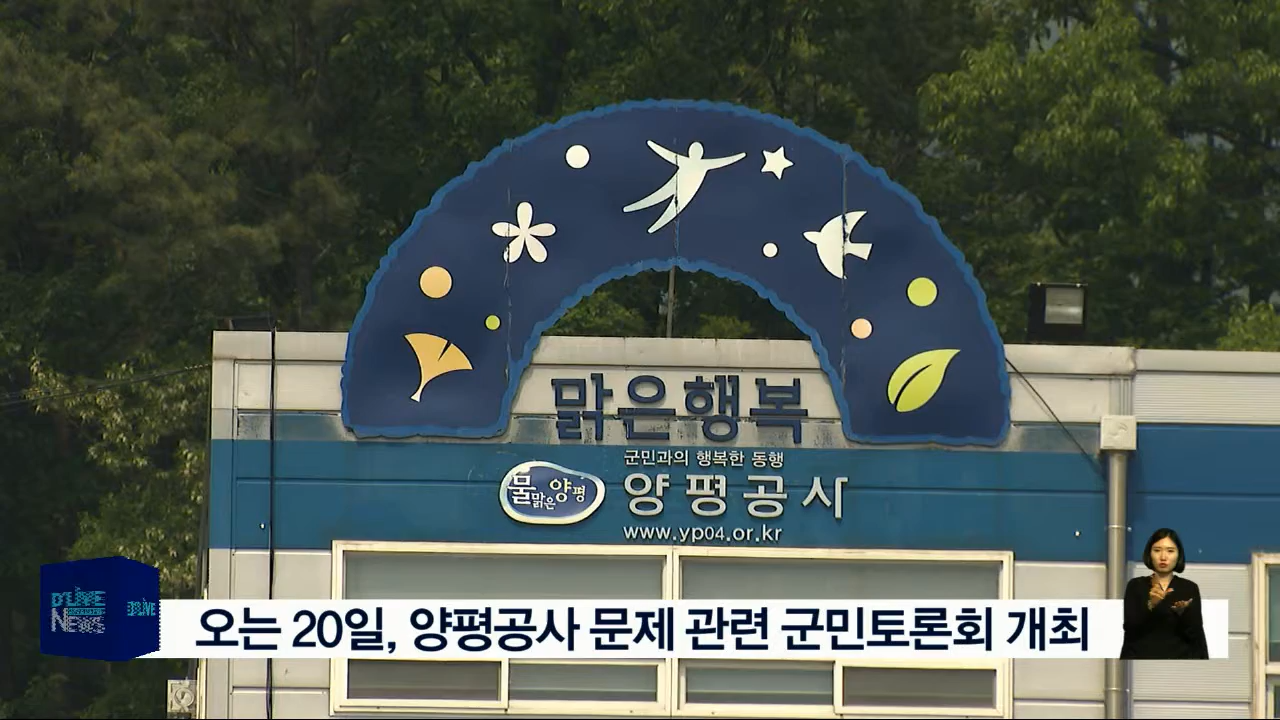 맑은행복
군민과의 행복한 동행
물맑은양평
양평공사
www.yp04.or.kr
D'LIVE
NEWS
D'LIVE
오는 20일, 양평공사 문제 관련 군민토론회 개최